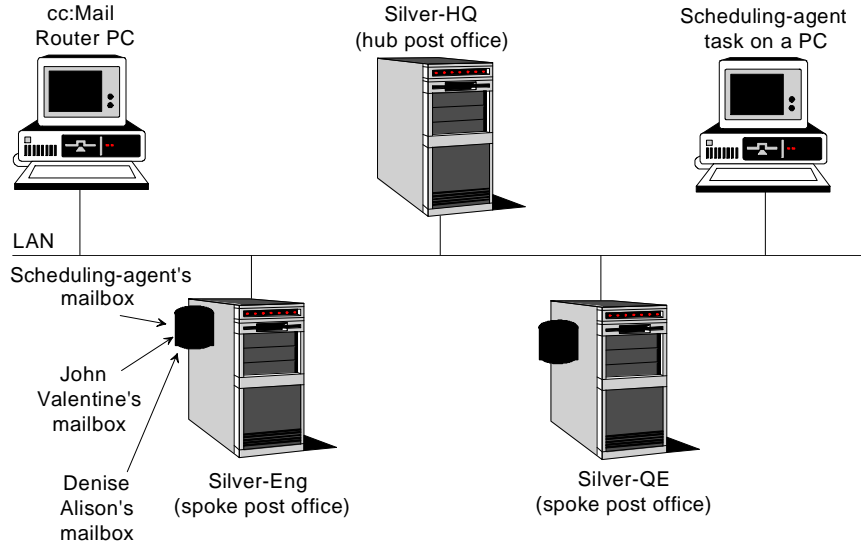 cc:Mail
Router PC
Silver-HQ
(hub post office)
Scheduling-agent
task on a PC
LAN
Scheduling-agent's
mailbox
John
Valentine's
mailbox
Denise
Alison's
mailbox
Silver-Eng
(spoke post office)
Silver-QE
(spoke post office)